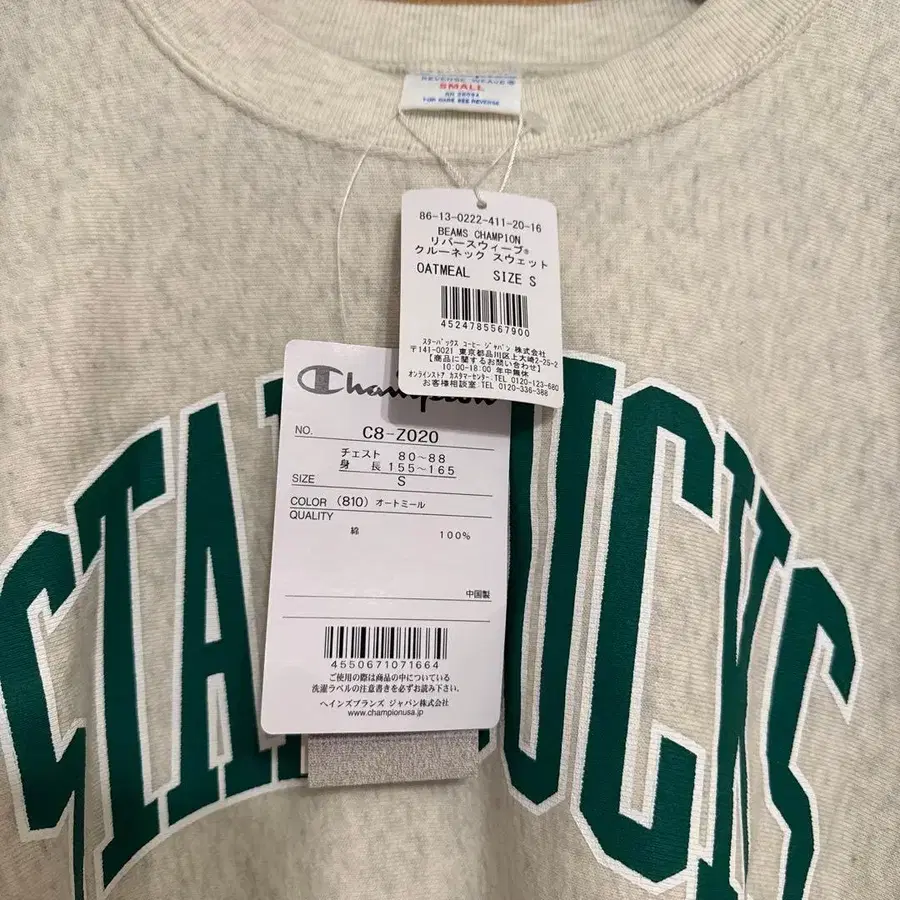 REVERSE WEAVE®
SMALL
FOR CARE SEE REVERSE
86-13-0222-411-20-16
BEAMS CHAMPION
リバースウィーブ®
クルーネック スウェット
OATMEAL SIZE S
4524785567900
スターバックス コーヒー ジャパン 株式会社
〒141-0021 東京都品川区上大崎2-25-2
【商品に関するお問い合わせ】
10:00-18:00 年中無休
オンラインストア カスタマーセンター TEL 0120-123-680
お客様相談室 TEL 0120-336-388
Champion
NO. C8-Z020
チェスト 80～88
身 長 155～165
SIZE S
COLOR (810) オートミール
QUALITY
綿 100%
中国製
4550671071664
ご使用の際は商品の中についている
洗濯ラベルの注意書きを必ずお読み下さい。
ヘインズブランズ ジャパン株式会社
www.championusa.jp
STARBUCKS